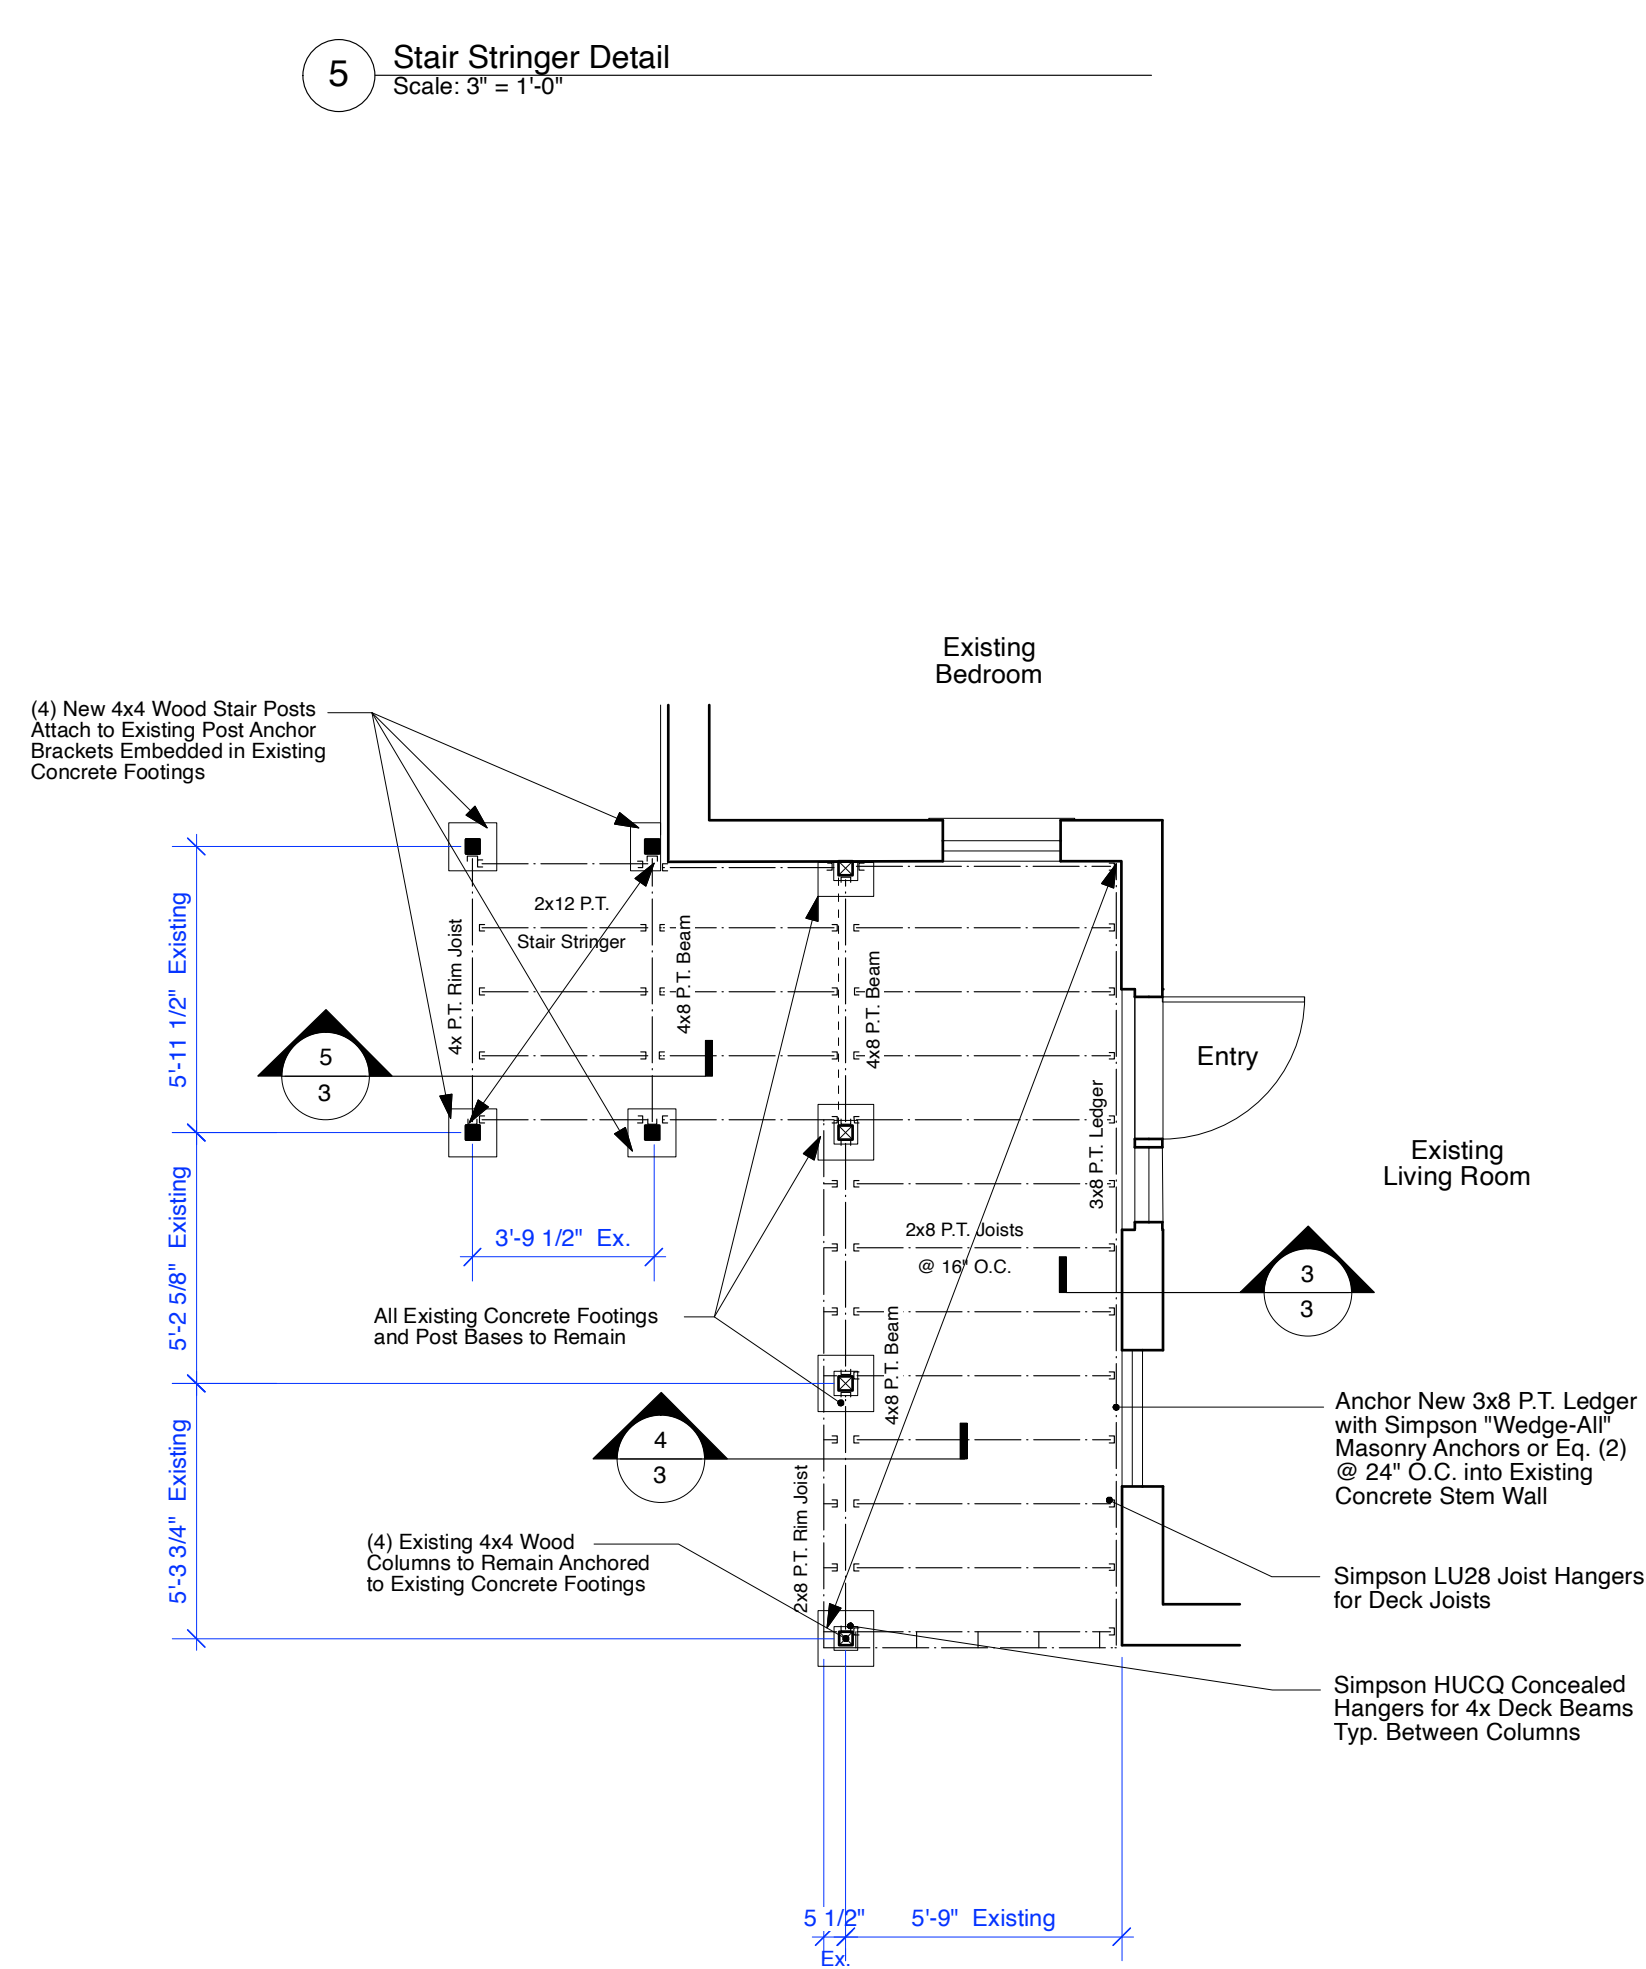 5
Stair Stringer Detail
Scale: 3" = 1'-0"
Existing
Bedroom
(4) New 4x4 Wood Stair Posts
Attach to Existing Post Anchor
Brackets Embedded in Existing
Concrete Footings
5'-11 1/2"  Existing
2x12 P.T.
Stair Stringer
4x P.T. Rim Joist
4x8 P.T. Beam
4x8 P.T. Beam
Entry
5
3
3x8 P.T. Ledger
Existing
Living Room
5'-2 5/8"  Existing
3'-9 1/2"  Ex.
2x8 P.T. Joists
@ 16" O.C.
3
3
All Existing Concrete Footings
and Post Bases to Remain
4x8 P.T. Beam
4
3
Anchor New 3x8 P.T. Ledger
with Simpson "Wedge-All"
Masonry Anchors or Eq. (2)
@ 24" O.C. into Existing
Concrete Stem Wall
5'-3 3/4"  Existing
2x8 P.T. Rim Joist
(4) Existing 4x4 Wood
Columns to Remain Anchored
to Existing Concrete Footings
Simpson LU28 Joist Hangers
for Deck Joists
Simpson HUCQ Concealed
Hangers for 4x Deck Beams
Typ. Between Columns
5 1/2"
Ex.
5'-9"  Existing